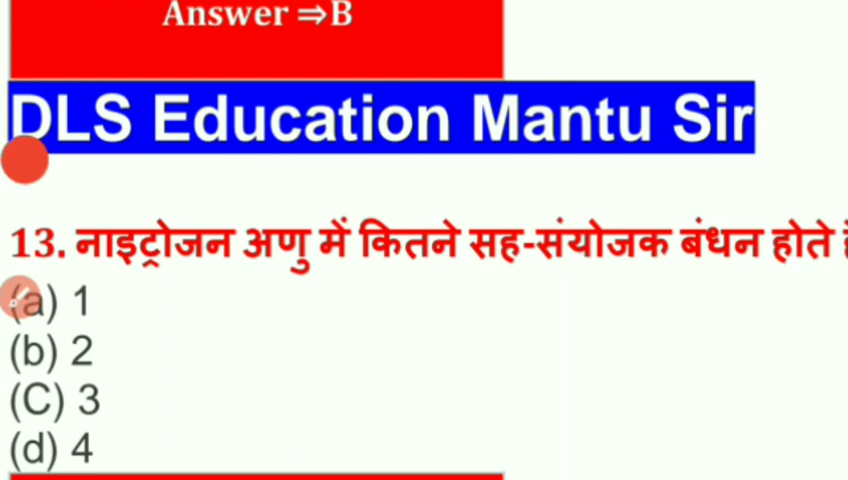 Answer ⇒B
DLS Education Mantu Sir
13. नाइट्रोजन अणु में कितने सह-संयोजक बंधन होते
(a) 1
(b) 2
(C) 3
(d) 4